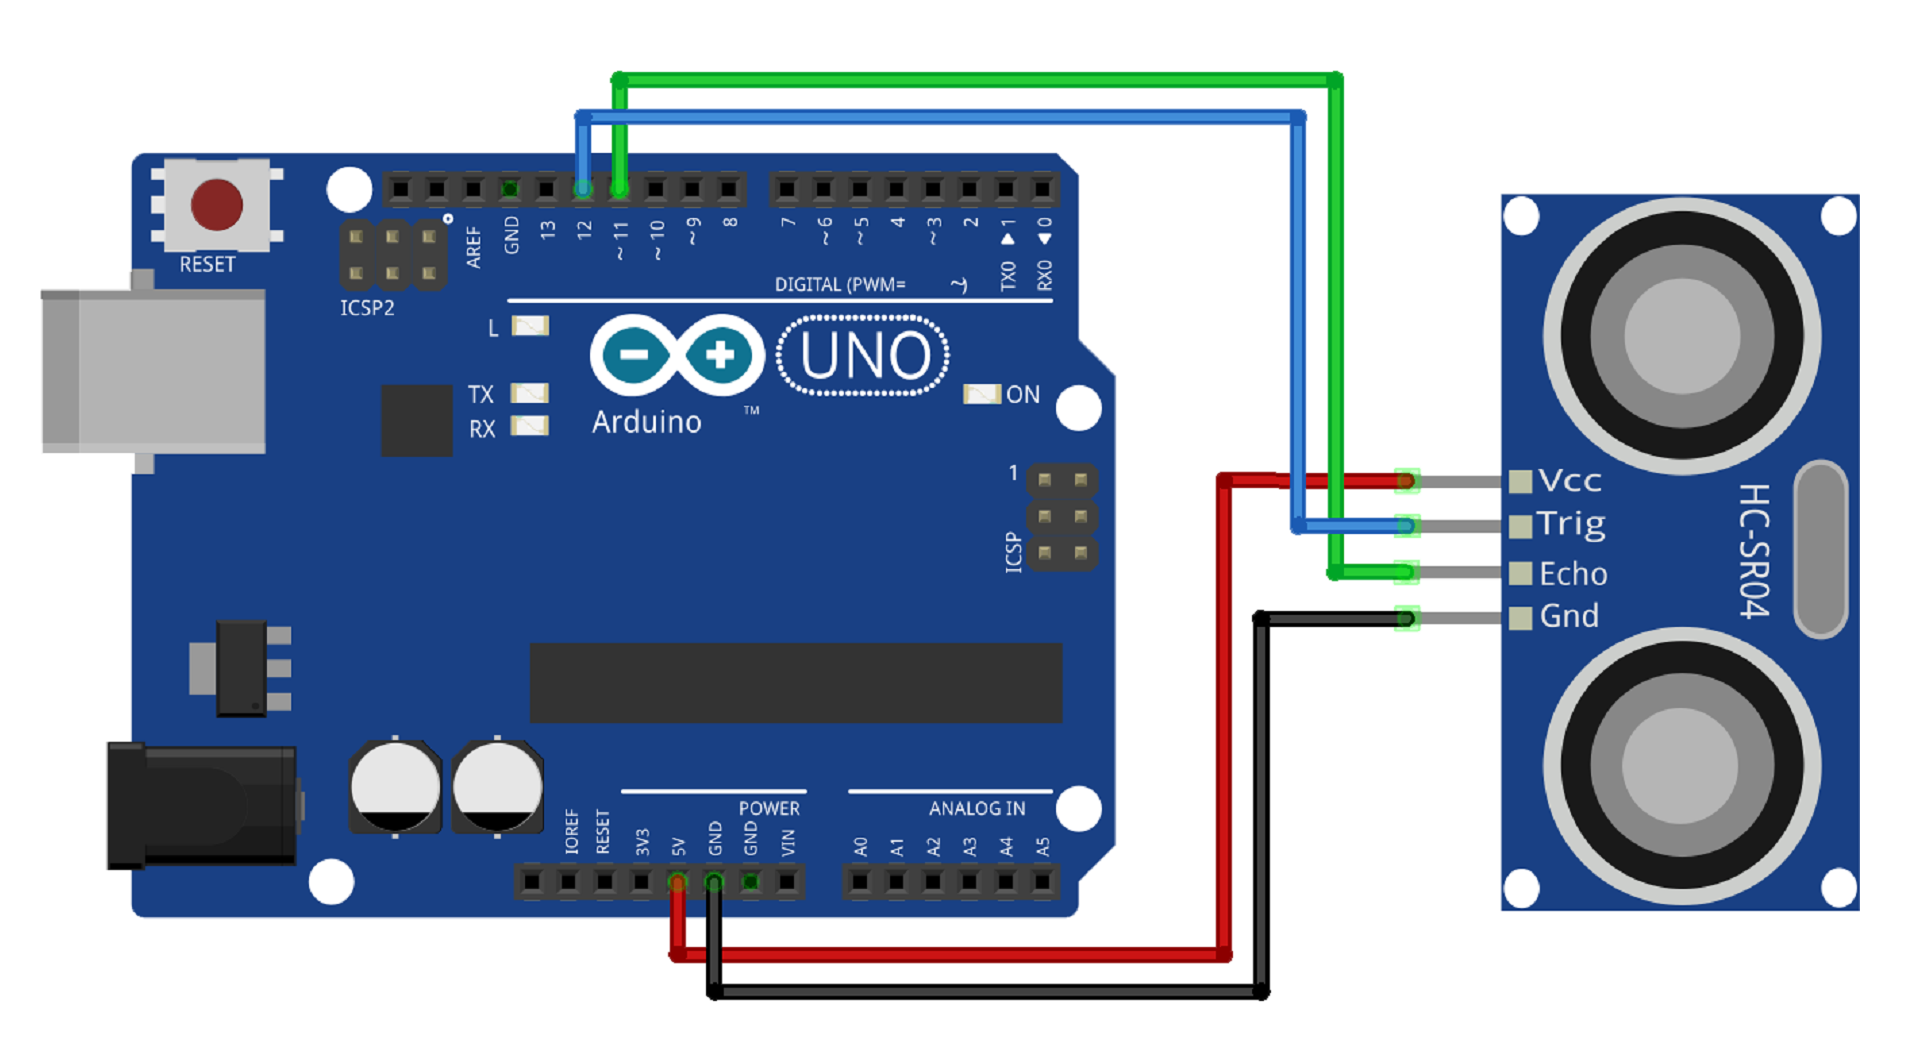 RESET
ICSP2
AREF
GND
13
12
~11
~10
~9
8
7
~6
~5
4
~3
2
TX0 ▶ 1
RX0 ◀ 0
DIGITAL (PWM= ~)
L
TX
RX
Arduino
TM
UNO
ON
1
ICSP
Vcc
Trig
Echo
Gnd
HC-SR04
POWER
ANALOG IN
IOREF
RESET
3V3
5V
GND
GND
VIN
A0
A1
A2
A3
A4
A5